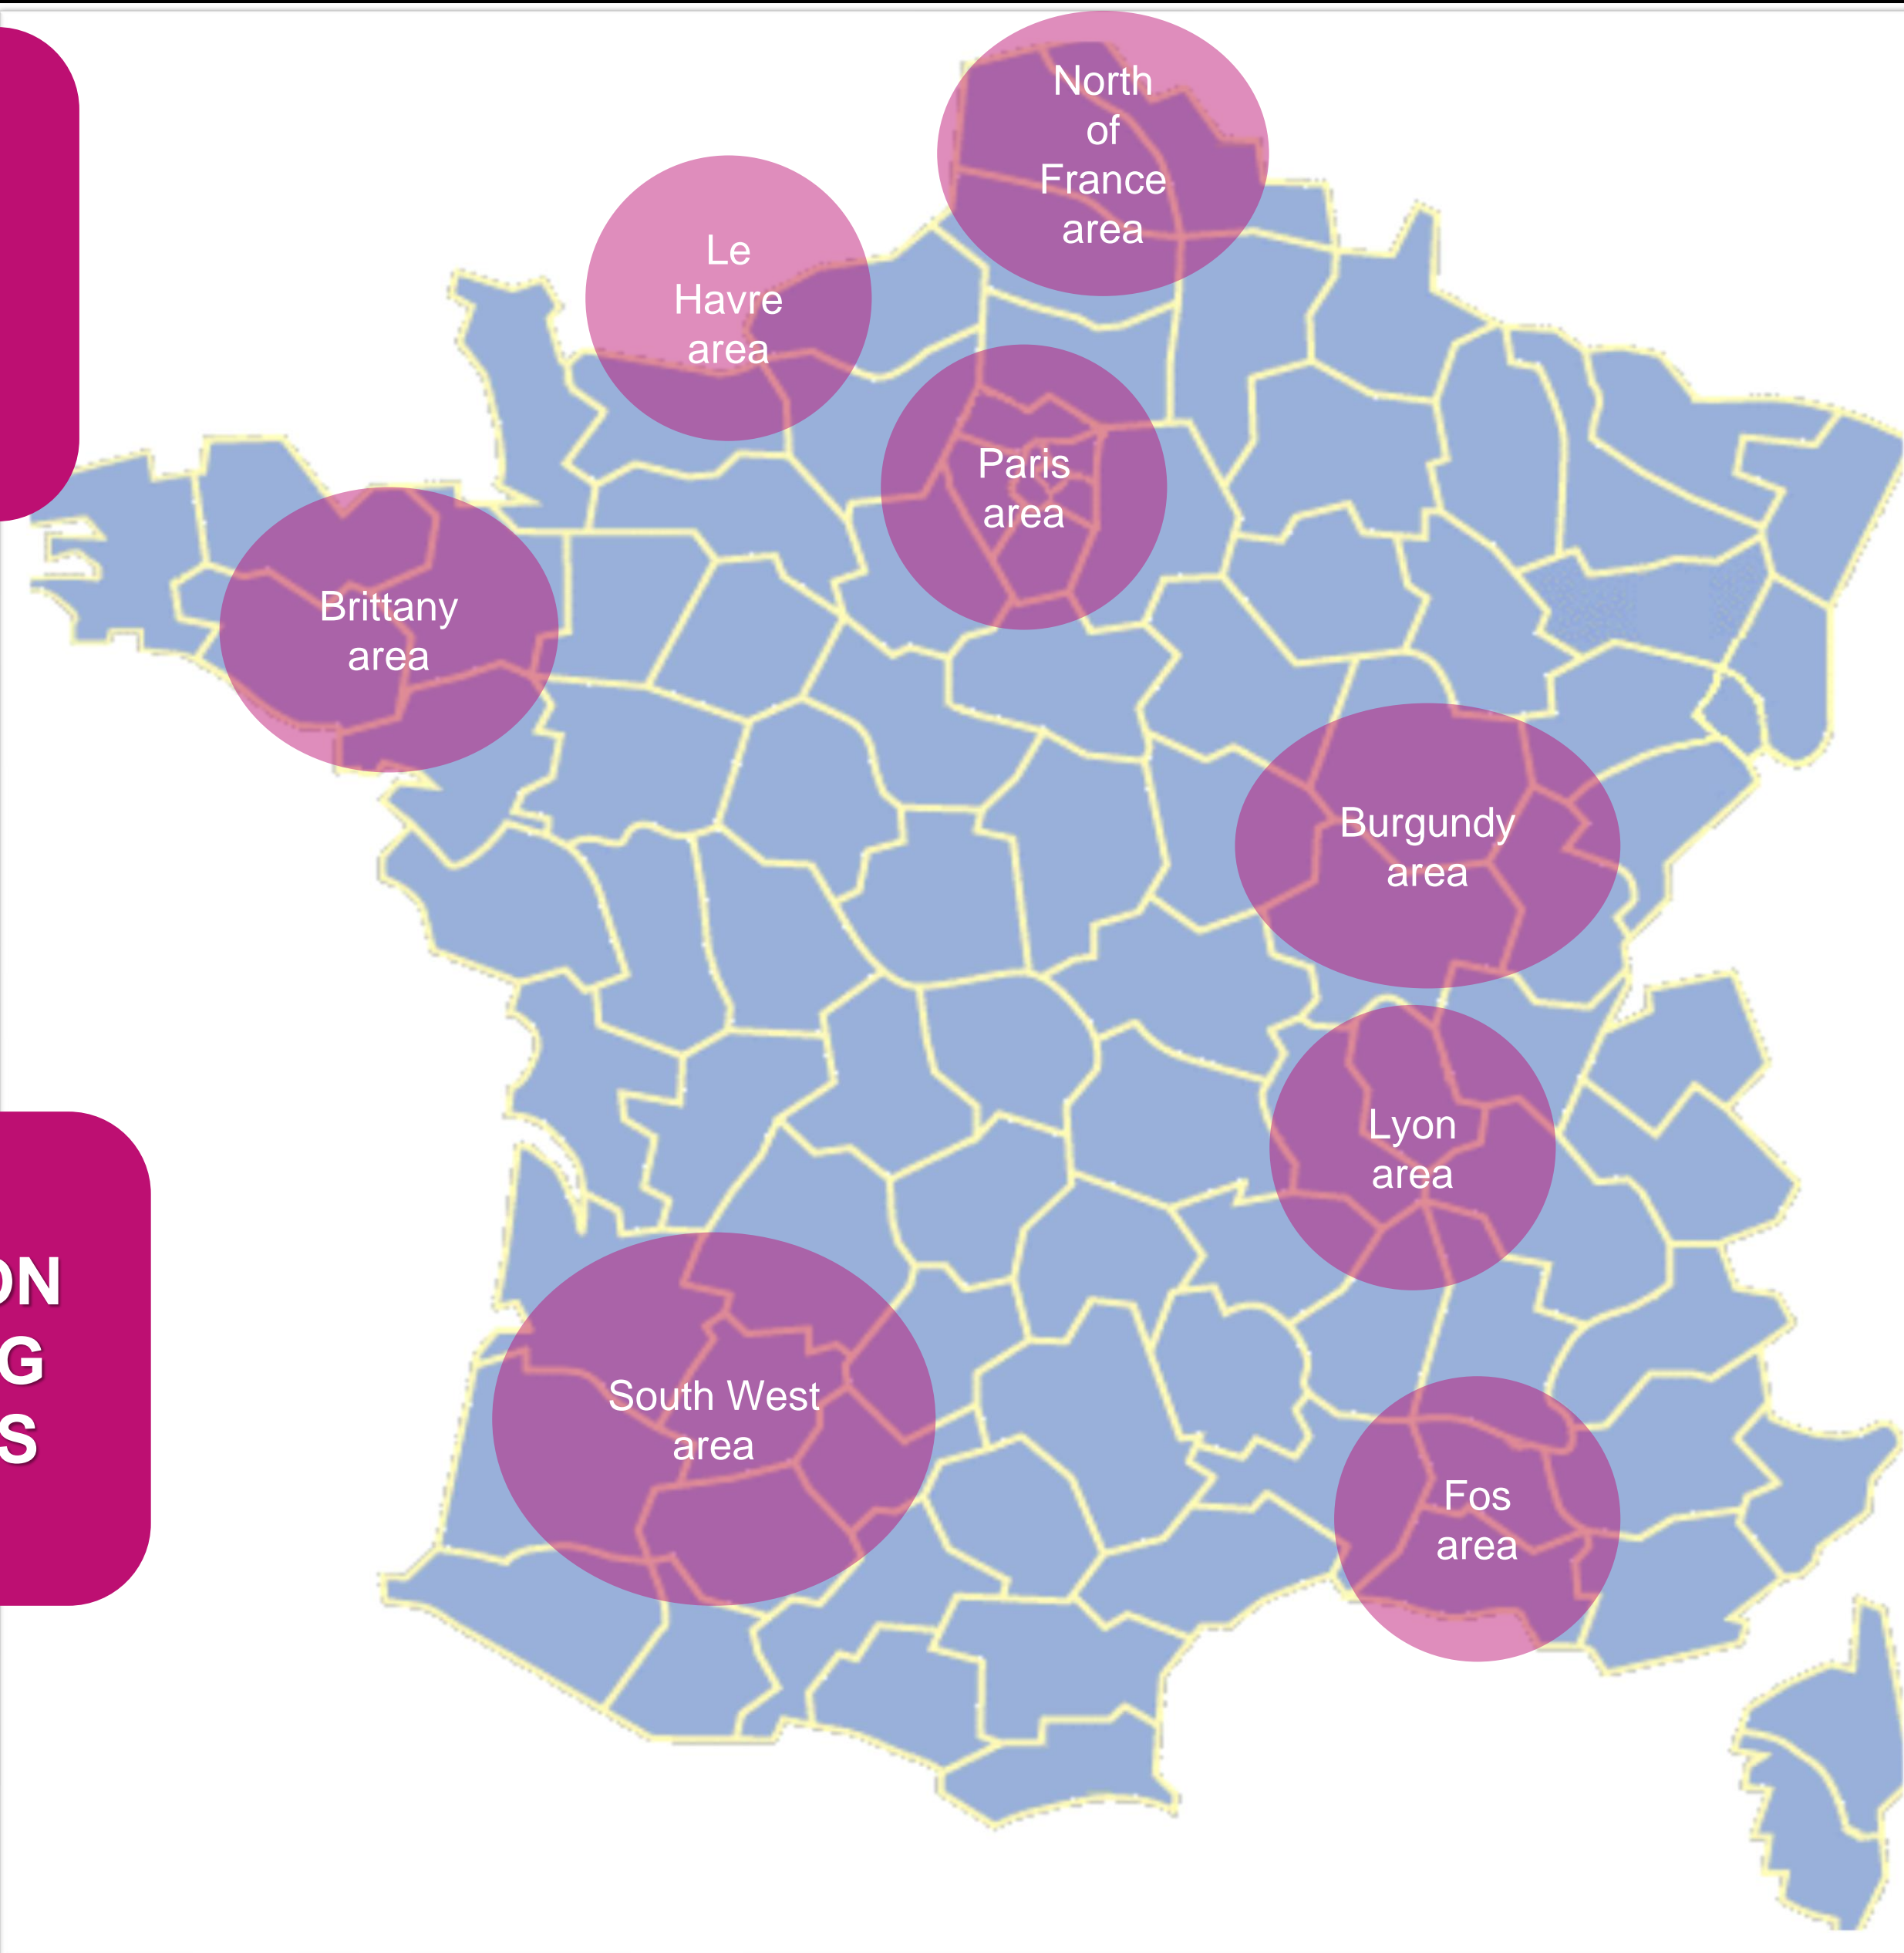 North
of
France
area
Le
Havre
area
Paris
area
Brittany
area
Burgundy
area
Lyon
area
ON
G
S
South West
area
Fos
area